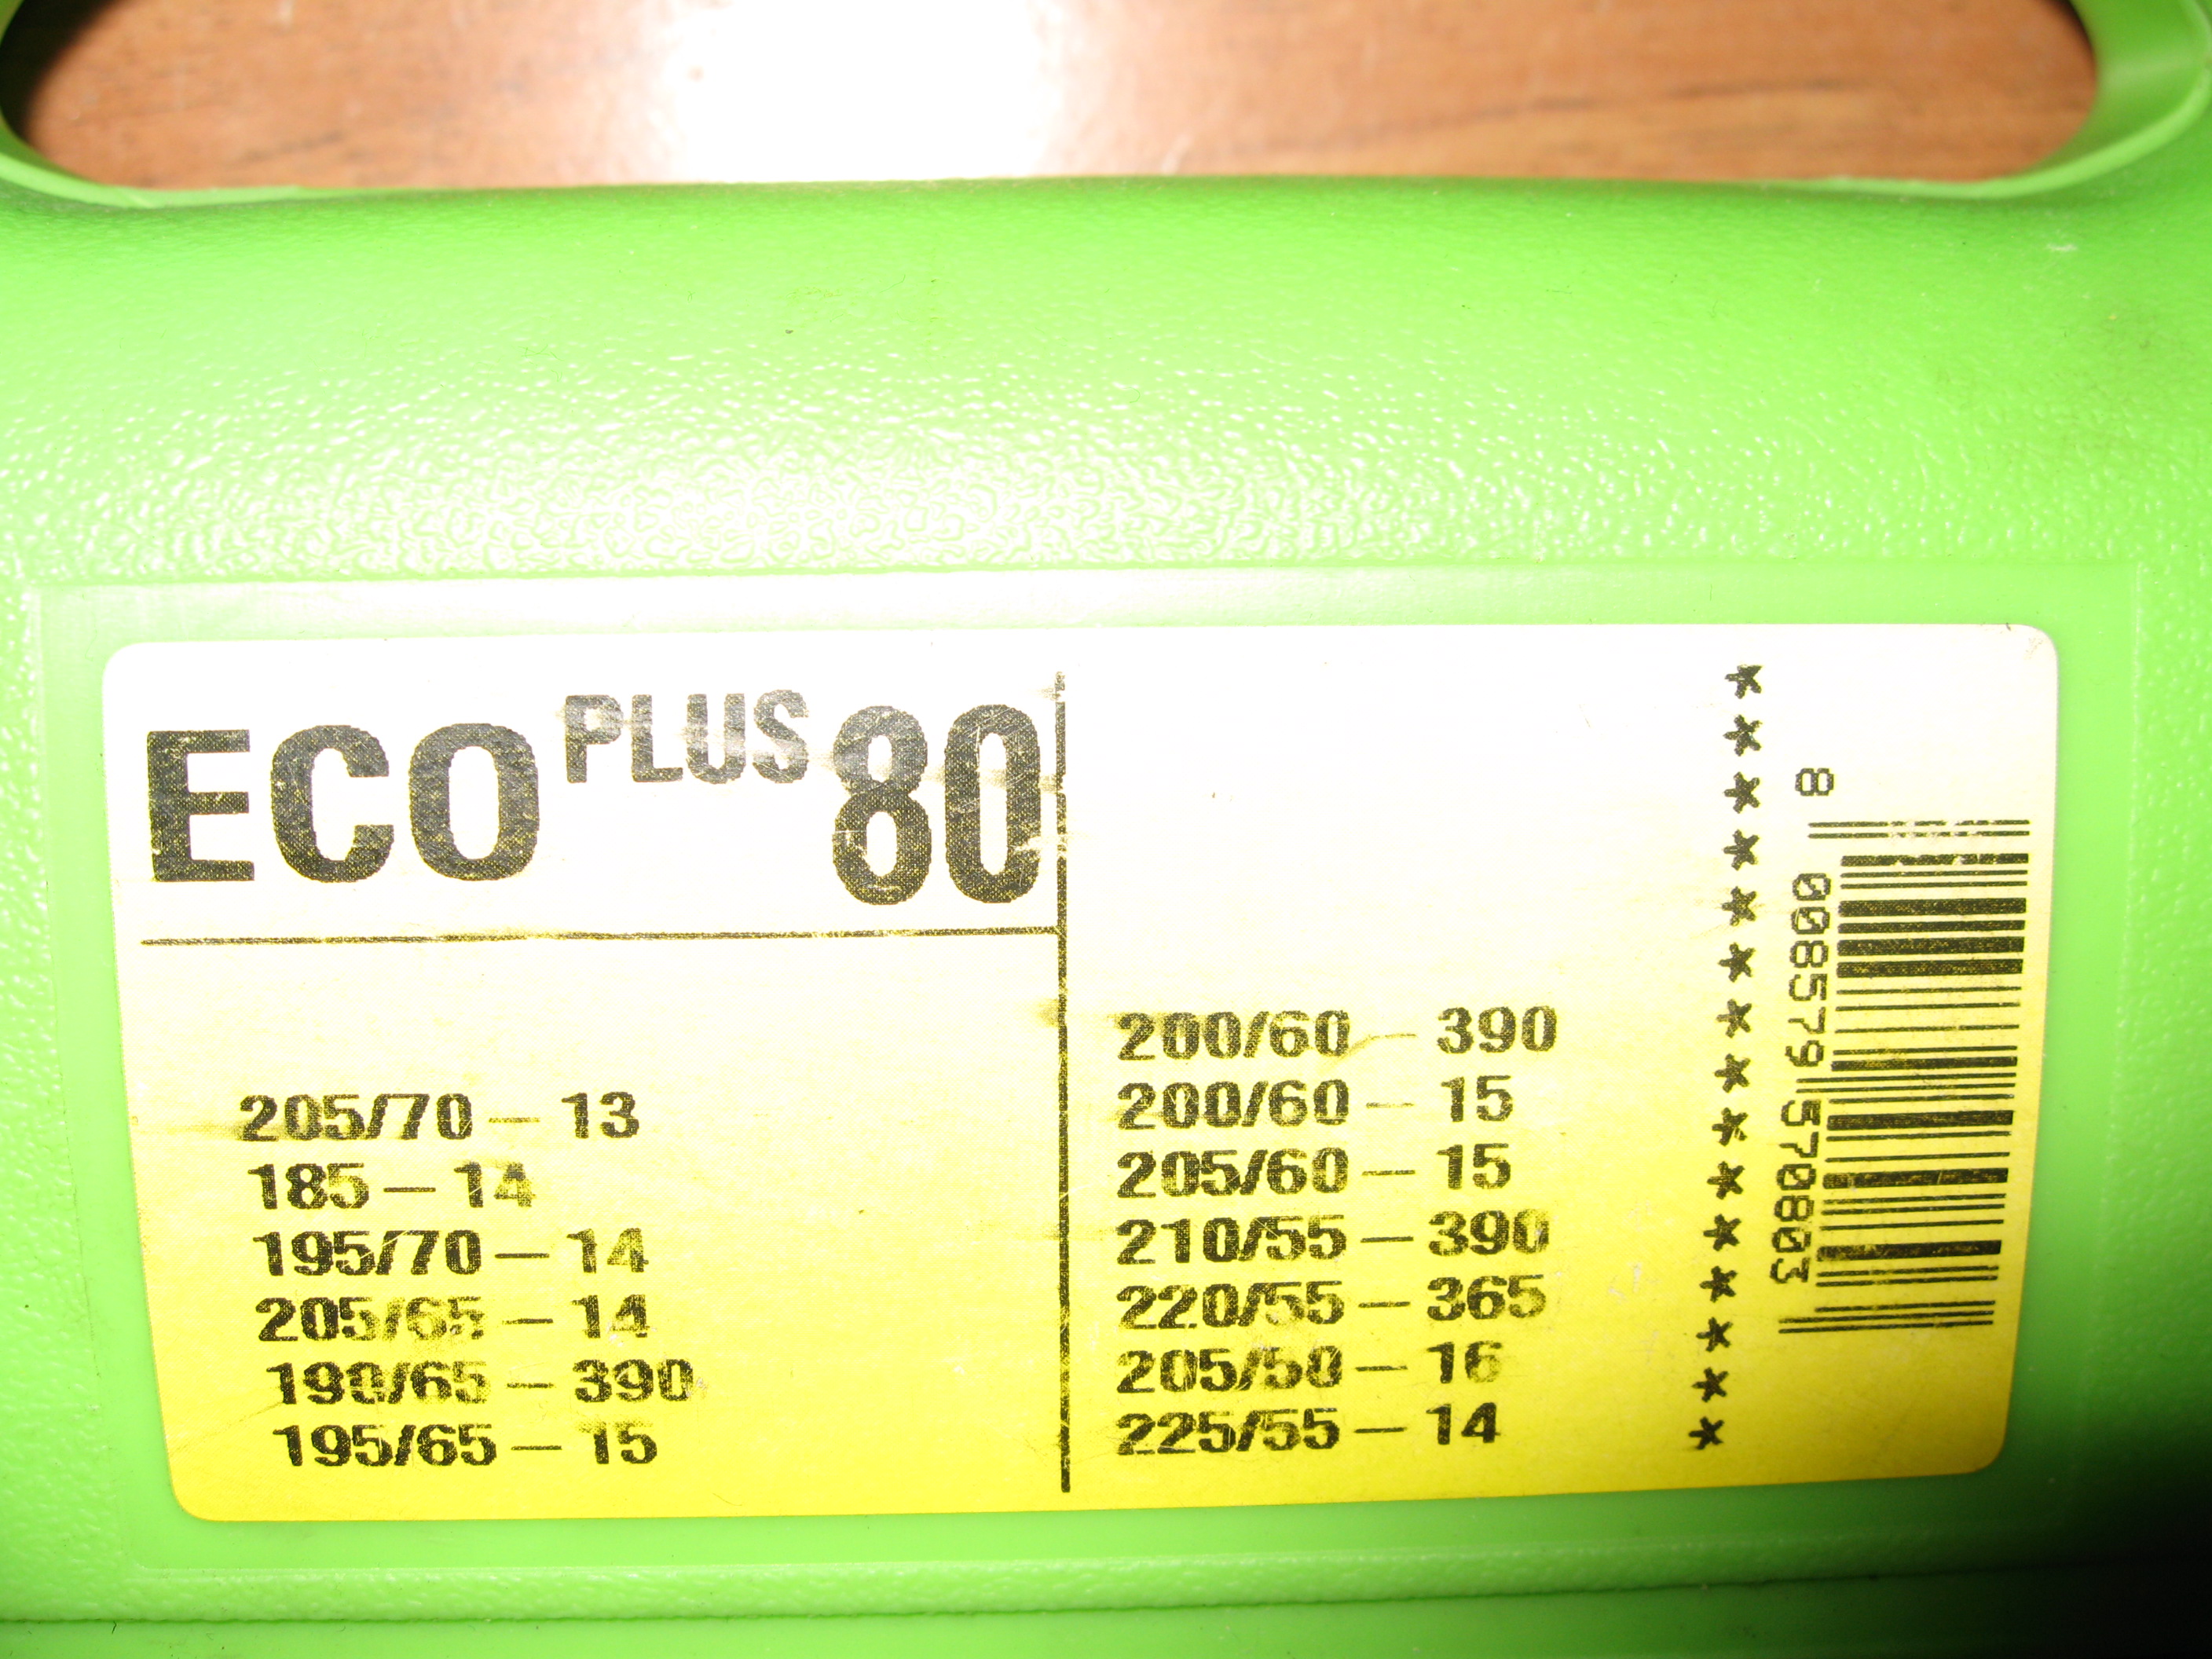 ECO PLUS 80
205/70 – 13
185 – 14
195/70 – 14
205/65 – 14
190/65 – 390
195/65 – 15
200/60 – 390
200/60 – 15
205/60 – 15
210/55 – 390
220/55 – 365
205/50 – 16
225/55 – 14
***************
8 008579 570803